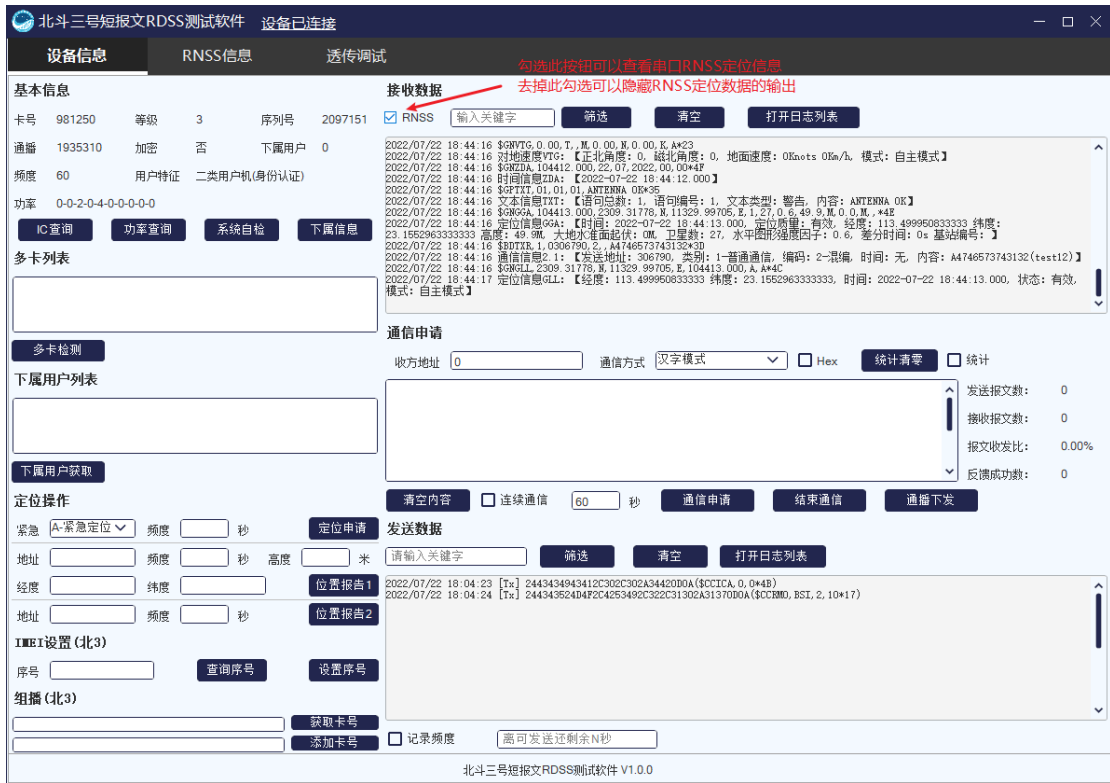 北斗三号短报文RDSS测试软件 设备已连接
设备信息 RNSS信息 透传调试
勾选此按钮可以查看串口RNSS定位信息
去掉此勾选可以隐藏RNSS定位数据的输出
基本信息
卡号 981250 等级 3 序列号 2097151
通播 1935310 加密 否 下属用户 0
频度 60 用户特征 二类用户机(身份认证)
功率 0-0-2-0-4-0-0-0-0-0
IC查询 功率查询 系统自检 下属信息
多卡列表
多卡检测
下属用户列表
下属用户获取
定位操作
紧急 A-紧急定位 频度 秒 定位申请
地址 频度 秒 高度 米
经度 纬度 位置报告1
地址 频度 秒 位置报告2
IMEI设置(北3)
序号 查询序号 设置序号
组播(北3)
获取卡号
添加卡号
接收数据
RNSS 输入关键字 筛选 清空 打开日志列表
2022/07/22 18:44:16 $GNVTG,0.00,T,,M,0.00,N,0.00,K,A*23
2022/07/22 18:44:16 对地速度VTG: 【正北角度: 0, 磁北角度: 0, 地面速度: 0Knots 0Km/h, 模式: 自主模式】
2022/07/22 18:44:16 $GNZDA,104412.000,22,07,2022,00,00*4F
2022/07/22 18:44:16 时间信息ZDA: 【2022-07-22 18:44:12.000】
2022/07/22 18:44:16 $GPTXT,01,01,01,ANTENNA OK*35
2022/07/22 18:44:16 文本信息TXT: 【语句总数: 1, 语句编号: 1, 文本类型: 警告, 内容: ANTENNA OK】
2022/07/22 18:44:16 $GNGGA,104413.000,2309.31778,N,11329.99705,E,1,27,0.6,49.9,M,0.0,M,,*4E
2022/07/22 18:44:16 定位信息GGA: 【时间: 2022-07-22 18:44:13.000, 定位质量: 有效, 经度: 113.499950833333 纬度:
23.1552963333333 高度: 49.9M, 大地水准面起伏: 0M, 卫星数: 27, 水平图形强度因子: 0.6, 差分时间: 0s 基站编号: 】
2022/07/22 18:44:16 $BDTXR,1,0306790,2,,A4746573743132*3D
2022/07/22 18:44:16 通信信息2.1: 【发送地址: 306790, 类别: 1-普通通信, 编码: 2-混编, 时间: 无, 内容: A4746573743132(test12)】
2022/07/22 18:44:16 $GNGLL,2309.31778,N,11329.99705,E,104413.000,A,A*4C
2022/07/22 18:44:17 定位信息GLL: 【经度: 113.499950833333 纬度: 23.1552963333333, 时间: 2022-07-22 18:44:13.000, 状态: 有效,
模式: 自主模式】
通信申请
收方地址 0 通信方式 汉字模式 Hex 统计清零 统计
发送报文数: 0
接收报文数: 0
报文收发比: 0.00%
反馈成功数: 0
清空内容 连续通信 60 秒 通信申请 结束通信 通播下发
发送数据
请输入关键字 筛选 清空 打开日志列表
2022/07/22 18:04:23 [Tx] 2443434943412C302C302A34420D0A($CCICA,0,0*4B)
2022/07/22 18:04:24 [Tx] 244343524D4F2C4253492C322C31302A31370D0A($CCRMO,BSI,2,10*17)
记录频度 离可发送还剩余N秒
北斗三号短报文RDSS测试软件 V1.0.0